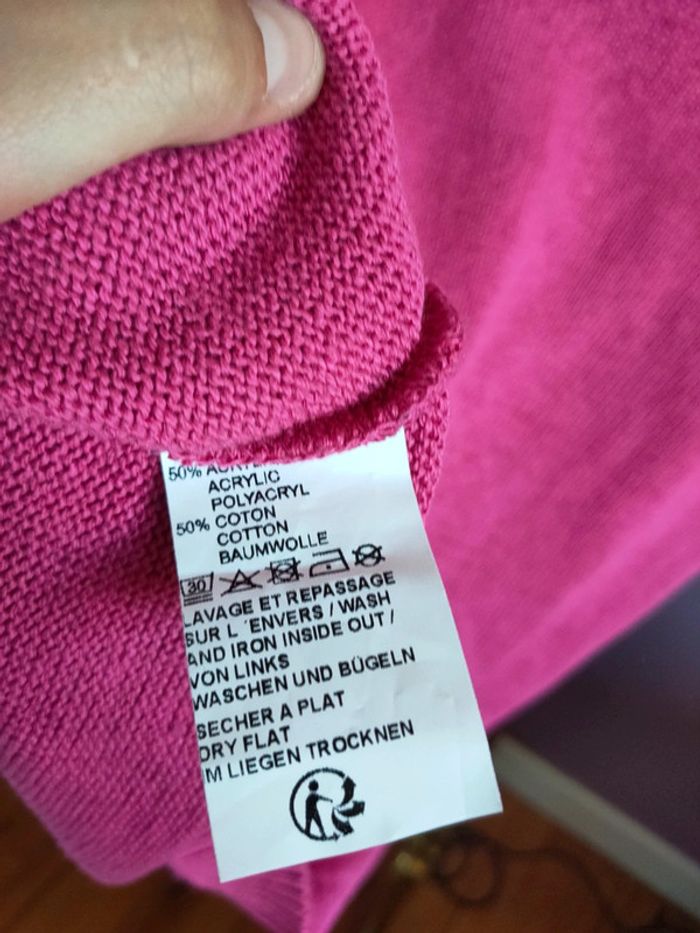 50%
ACRYLIC
POLYACRYL
50% COTON
COTTON
BAUMWOLLE
30
LAVAGE ET REPASSAGE
SUR L 'ENVERS / WASH
AND IRON INSIDE OUT /
VON LINKS
WASCHEN UND BÜGELN
SECHER A PLAT
DRY FLAT
M LIEGEN TROCKNEN